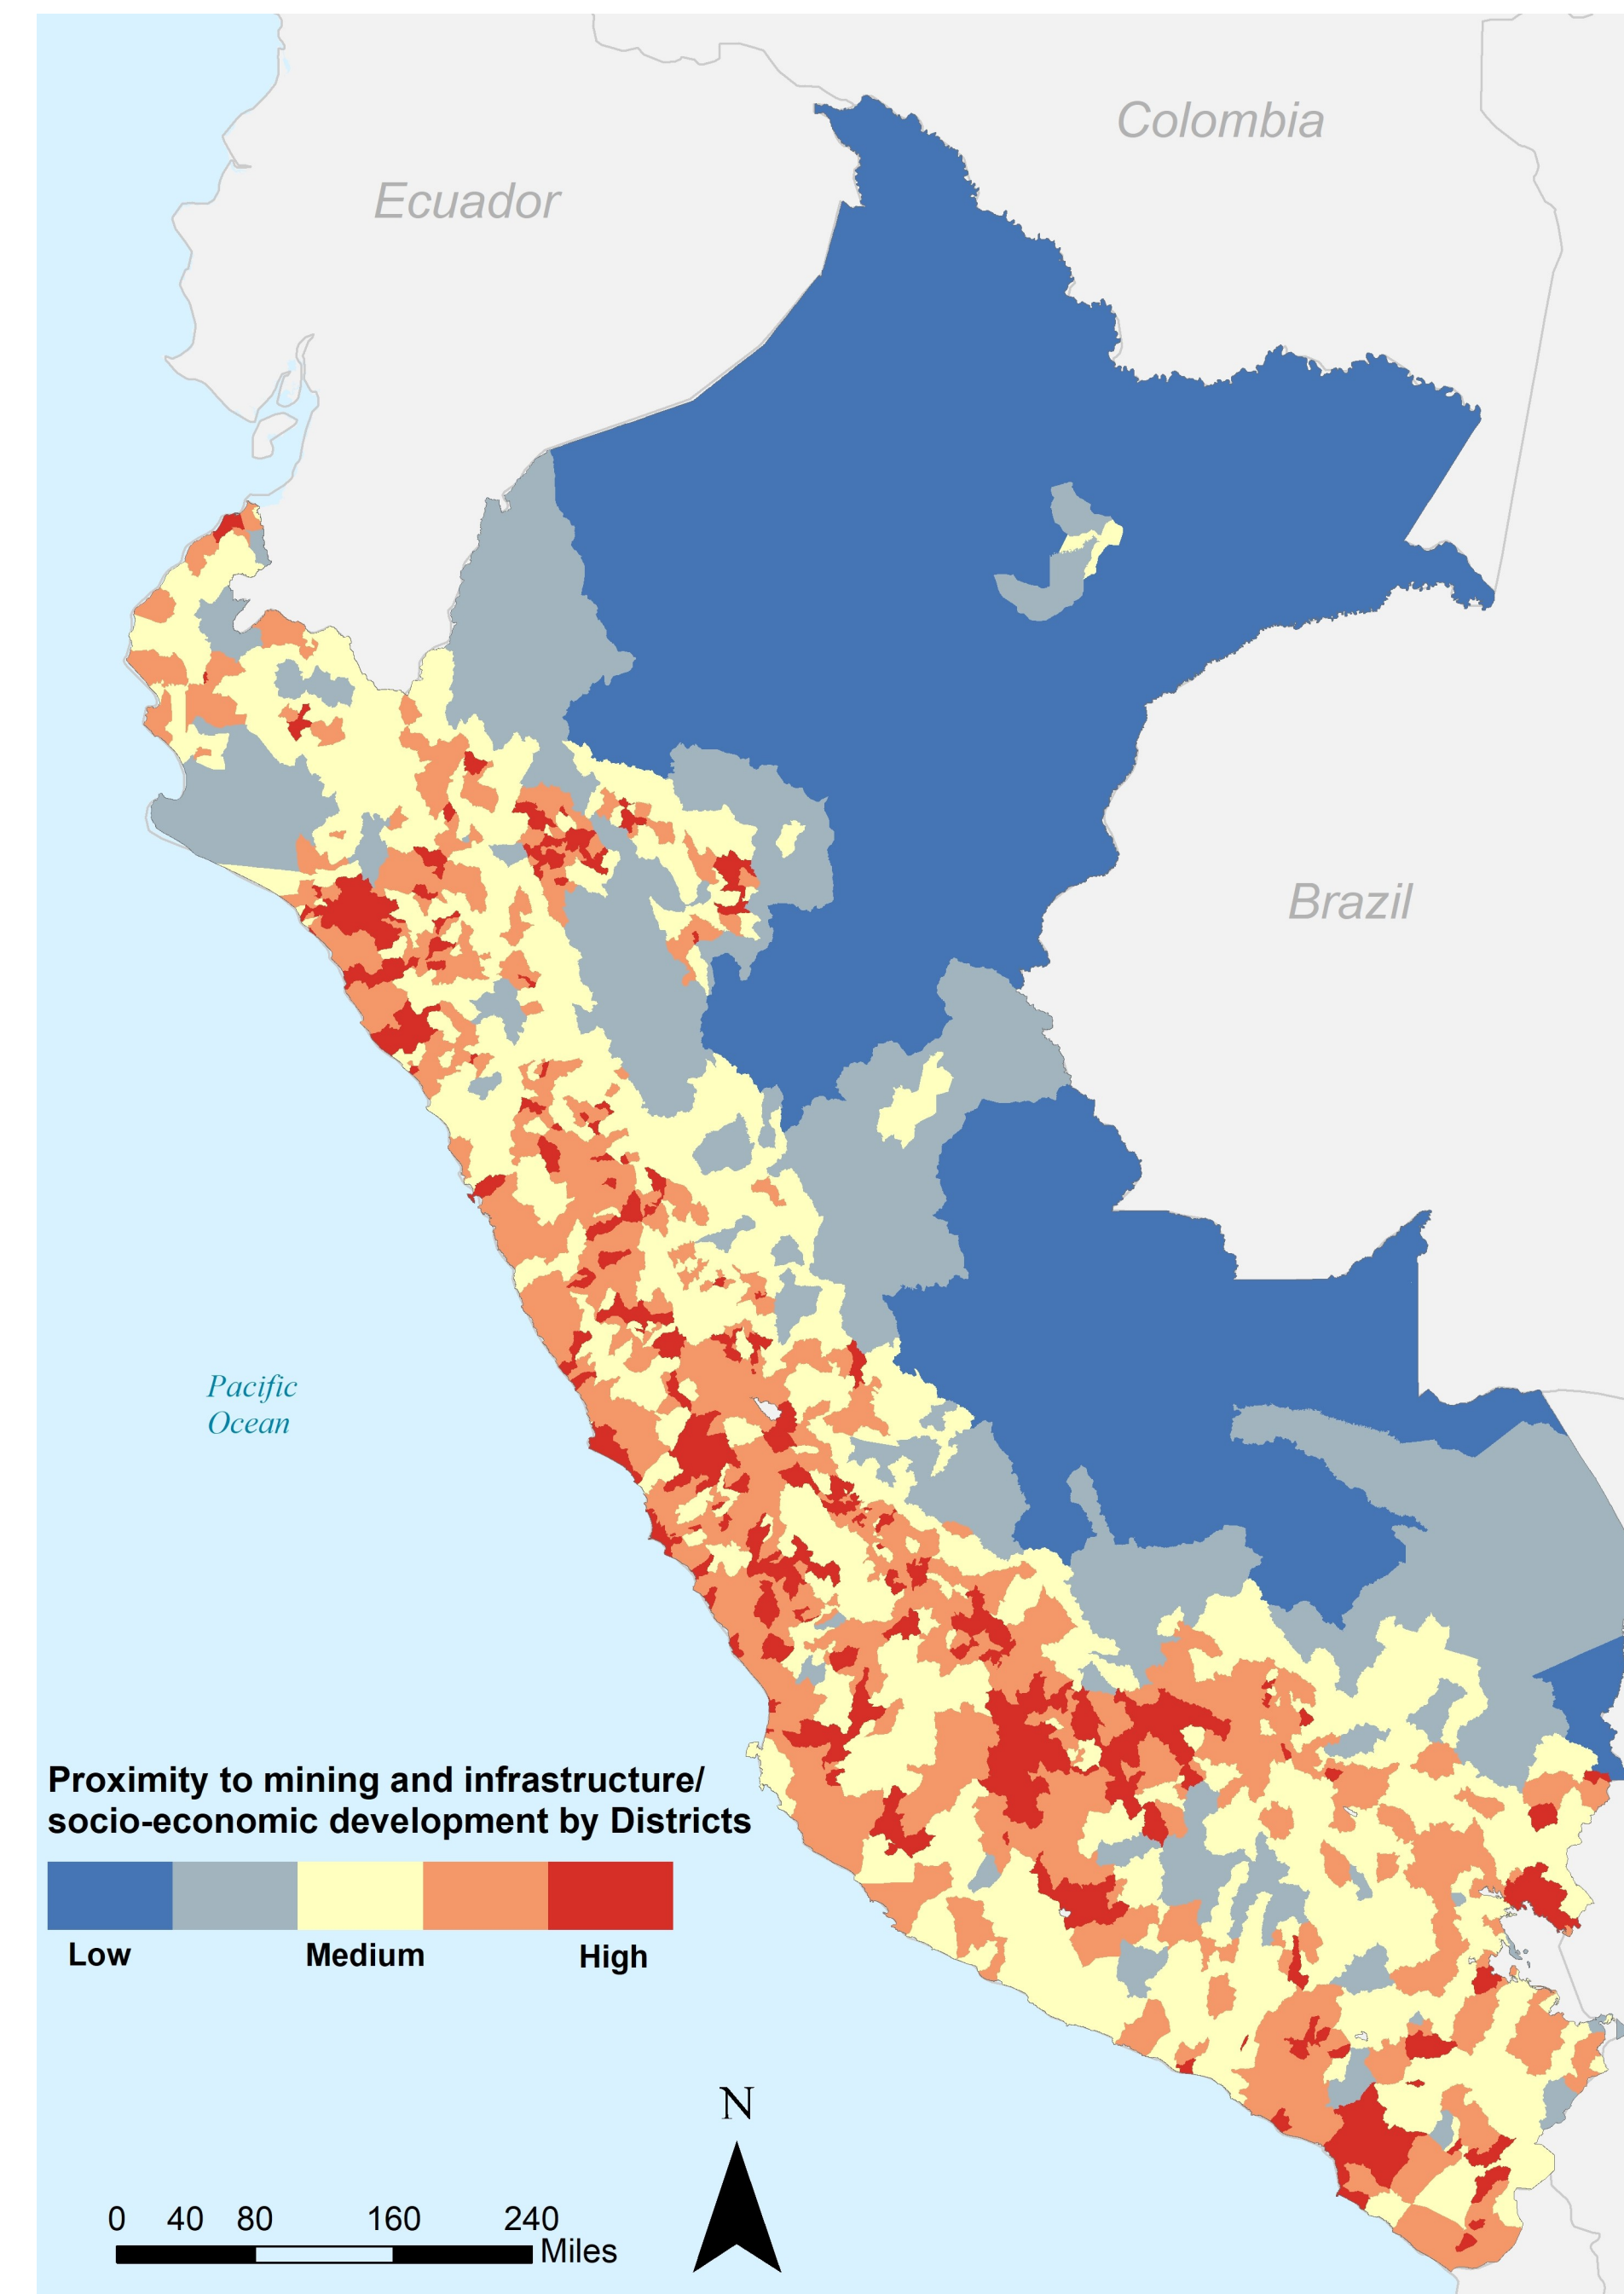 Colombia
Ecuador
Brazil
Pacific
Ocean
Proximity to mining and infrastructure/
socio-economic development by Districts
Low Medium High
N
0 40 80 160 240
Miles